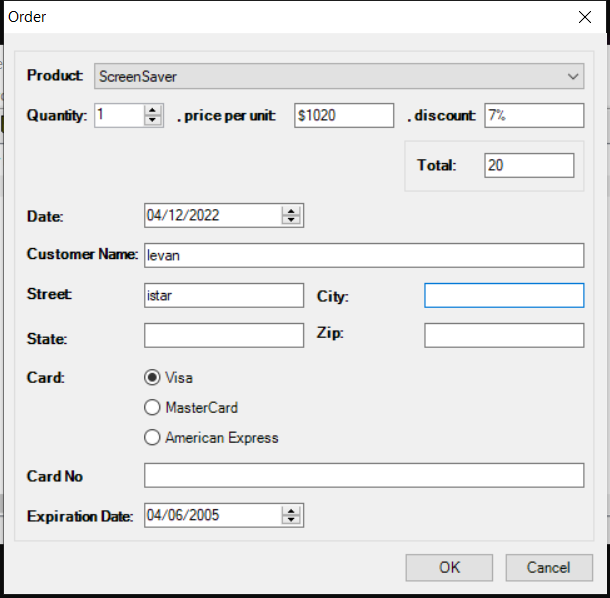 Order
Product: ScreenSaver
Quantity: 1 . price per unit: $1020 . discount: 7%
Total: 20
Date: 04/12/2022
Customer Name: levan
Street: istar City:
State: Zip:
Card: Visa
MasterCard
American Express
Card No
Expiration Date: 04/06/2005
OK Cancel